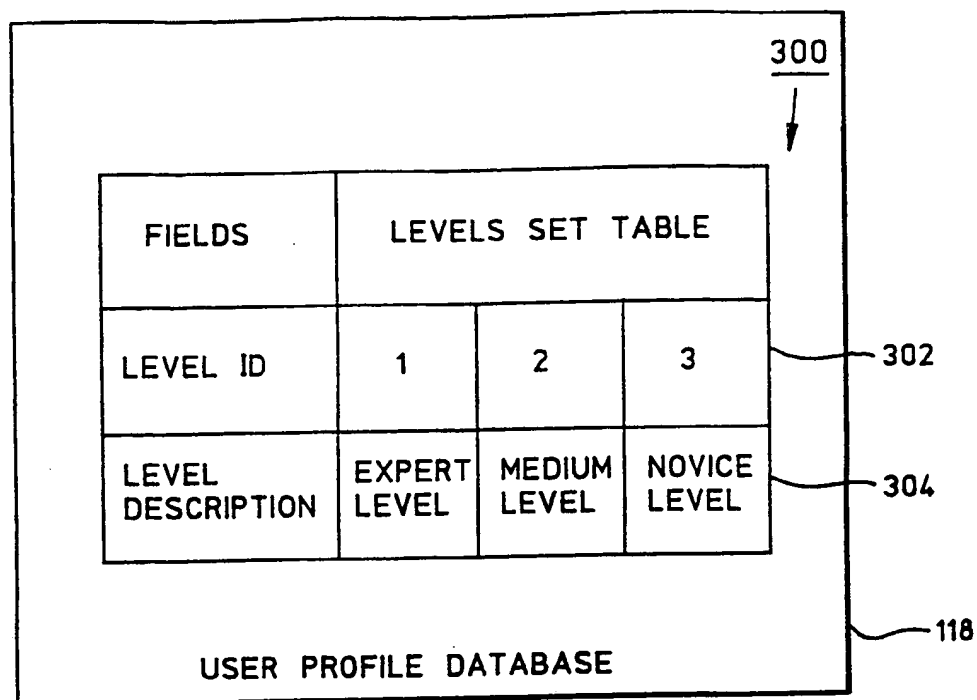 300
FIELDS LEVELS SET TABLE
LEVEL ID 1 2 3 302
LEVEL DESCRIPTION EXPERT LEVEL MEDIUM LEVEL NOVICE LEVEL 304
118
USER PROFILE DATABASE